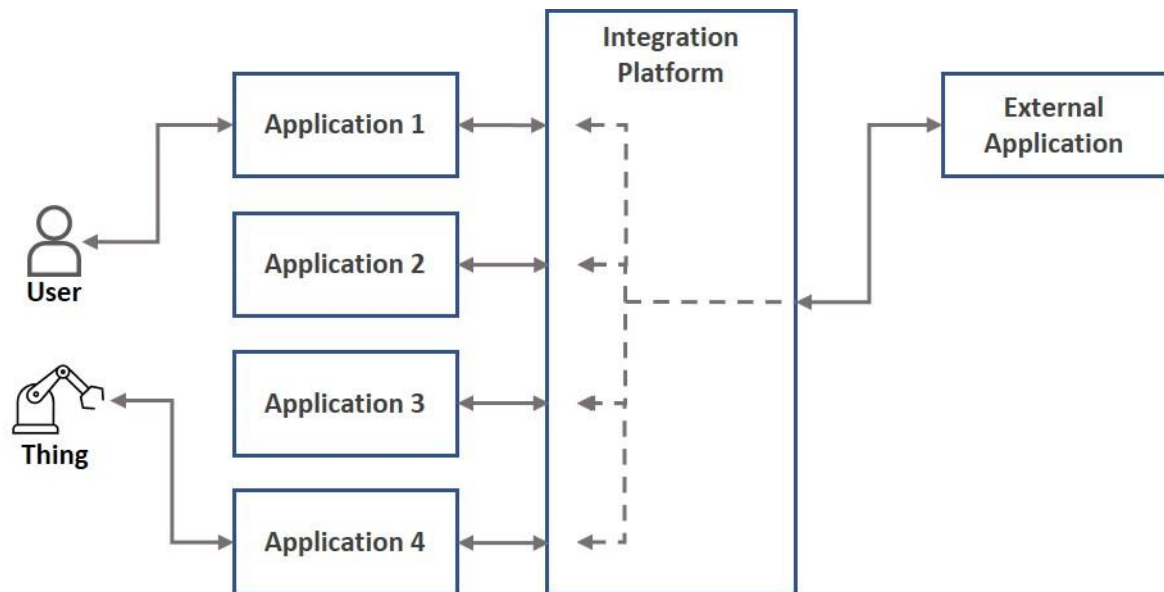 Integration
Platform
Application 1
External
Application
Application 2
User
Application 3
Thing
Application 4